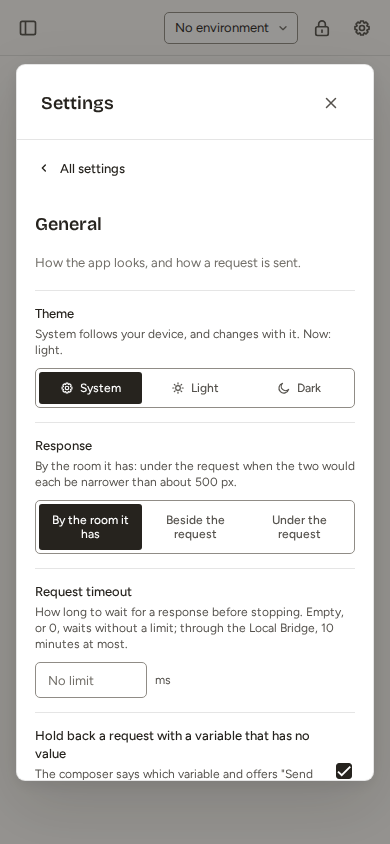 No environment
Settings
All settings
General
How the app looks, and how a request is sent.
Theme
System follows your device, and changes with it. Now:
light.
System Light Dark
Response
By the room it has: under the request when the two would
each be narrower than about 500 px.
By the room it Beside the Under the
has request request
Request timeout
How long to wait for a response before stopping. Empty,
or 0, waits without a limit; through the Local Bridge, 10
minutes at most.
No limit ms
Hold back a request with a variable that has no
value
The composer says which variable and offers "Send